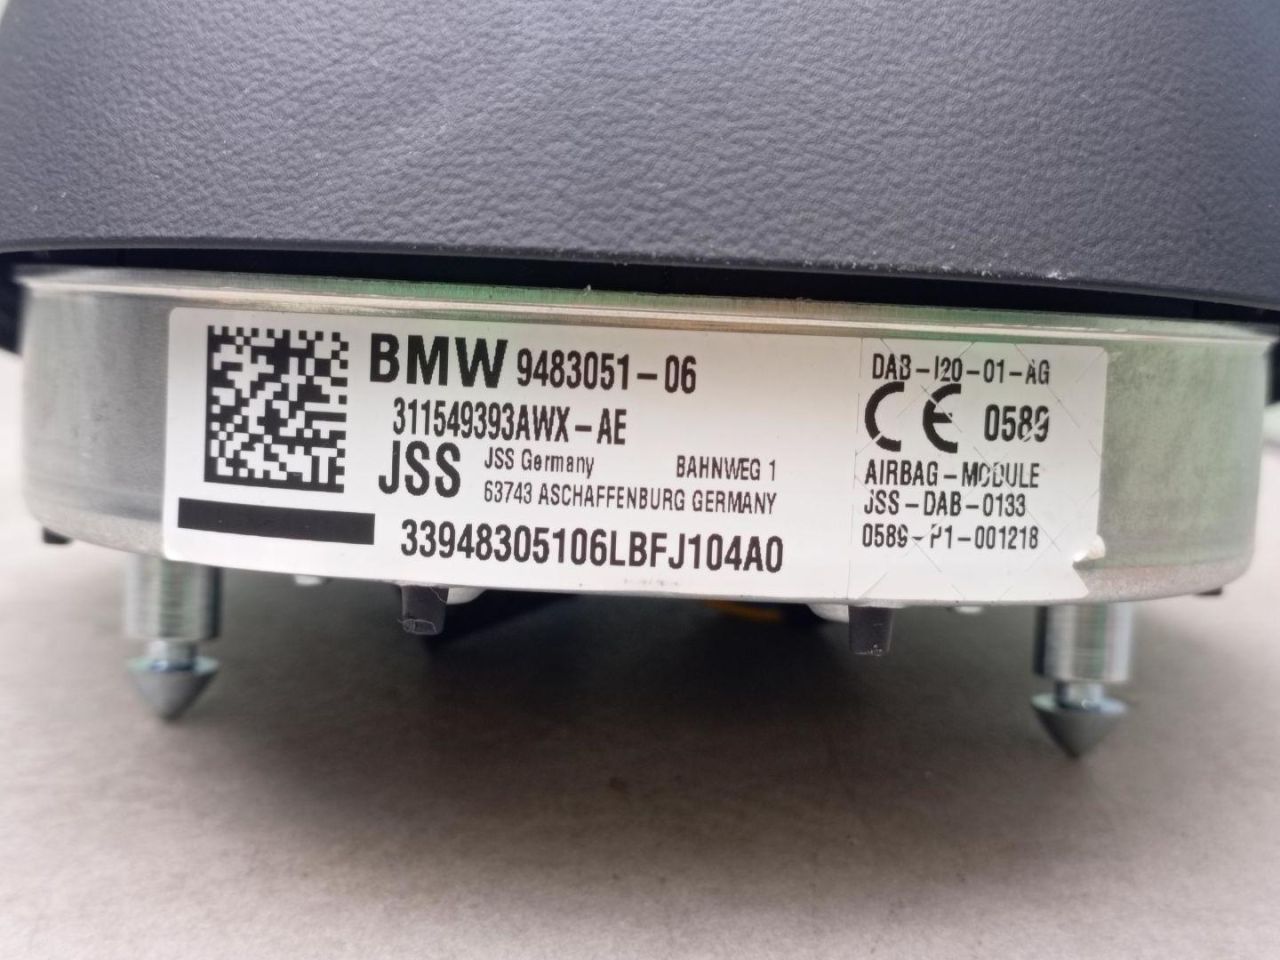 BMW 9483051-06
311549393AWX-AE
JSS JSS Germany BAHNWEG 1
63743 ASCHAFFENBURG GERMANY
33948305106LBFJ104A0
DAB-I20-01-AG
CE 0589
AIRBAG-MODULE
JSS-DAB-0133
0589-P1-001218